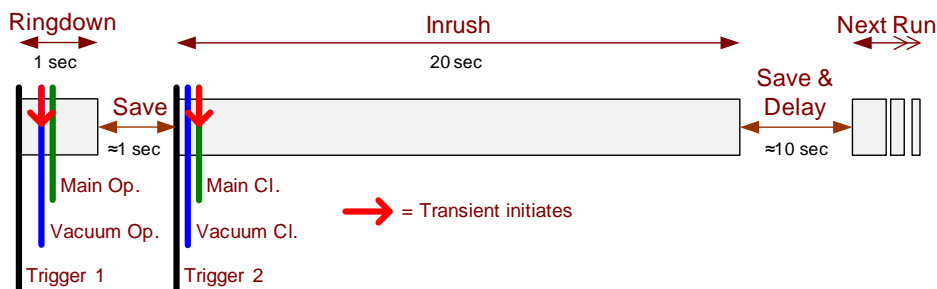 Ringdown
Inrush
Next Run
1 sec
20 sec
Save
Save &
Delay
≈1 sec
≈10 sec
Main Op.
Main Cl.
= Transient initiates
Vacuum Op.
Vacuum Cl.
Trigger 1
Trigger 2